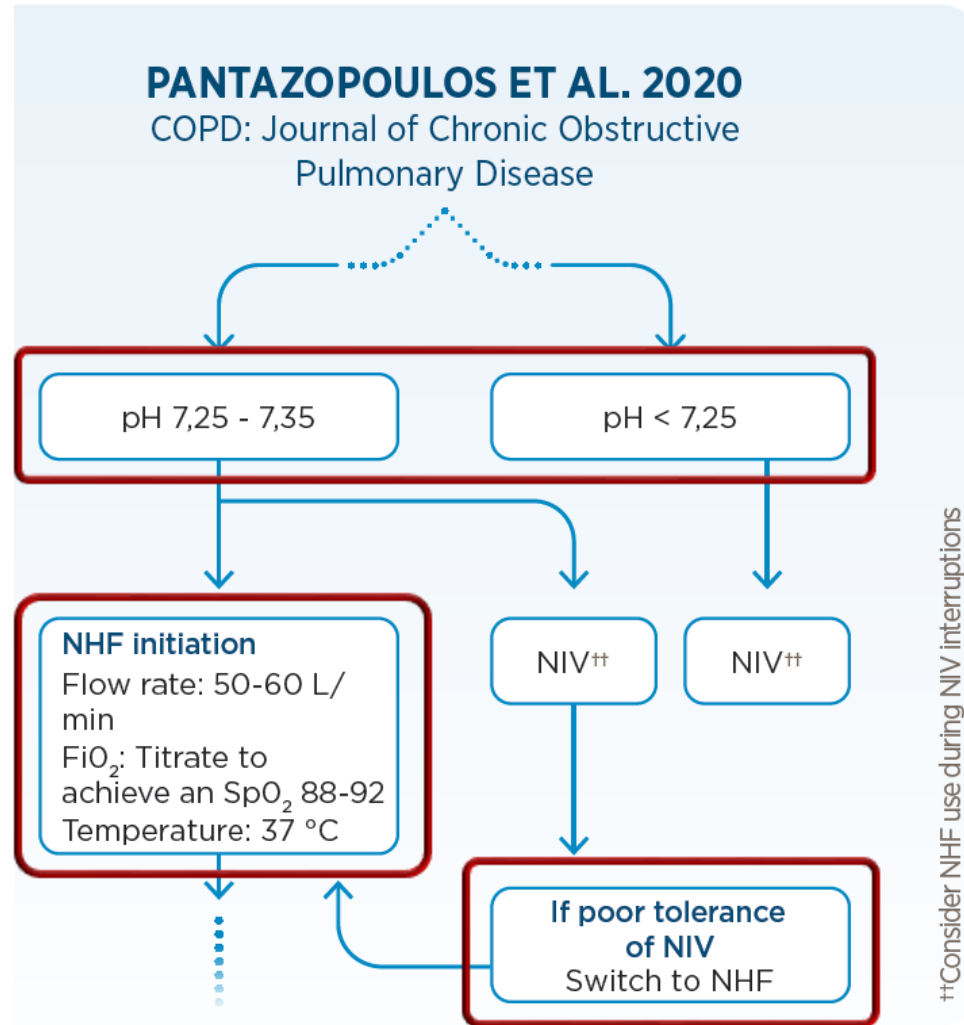 PANTAZOPOULOS ET AL. 2020
COPD: Journal of Chronic Obstructive
Pulmonary Disease
pH 7,25 - 7,35
pH < 7,25
NHF initiation
Flow rate: 50-60 L/
min
FiO₂: Titrate to
achieve an SpO₂ 88-92
Temperature: 37 °C
NIV††
NIV††
If poor tolerance
of NIV
Switch to NHF
††Consider NHF use during NIV interruptions